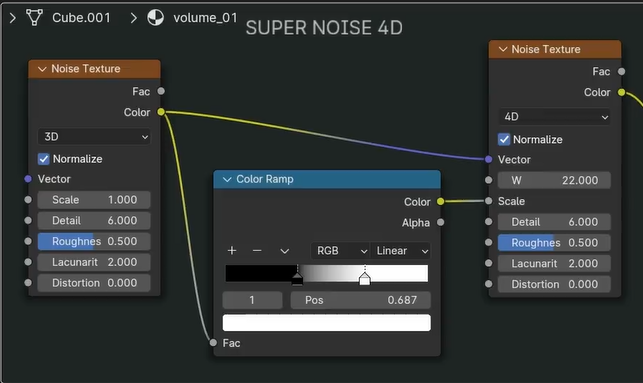 Cube.001 > volume_01
SUPER NOISE 4D
Noise Texture
Fac
Color
3D
Normalize
Vector
Scale 1.000
Detail 6.000
Roughnes 0.500
Lacunarit 2.000
Distortion 0.000
Color Ramp
Color
Alpha
+ −
RGB
Linear
1
Pos 0.687
Fac
Noise Texture
Fac
Color
4D
Normalize
Vector
W 22.000
Scale
Detail 6.000
Roughnes 0.500
Lacunarit 2.000
Distortion 0.000